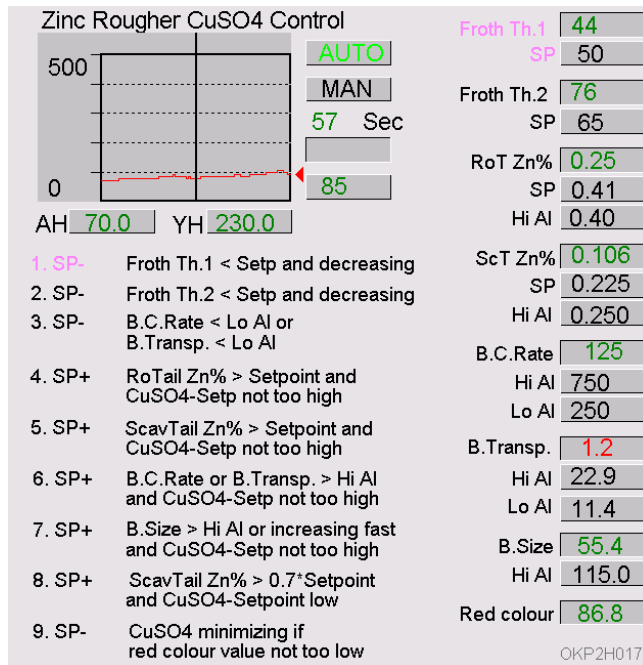 Zinc Rougher CuSO4 Control
500
0
AUTO
MAN
57 Sec
85
AH 70.0 YH 230.0
1. SP- Froth Th.1 < Setp and decreasing
2. SP- Froth Th.2 < Setp and decreasing
3. SP- B.C.Rate < Lo Al or
B.Transp. < Lo Al
4. SP+ RoTail Zn% > Setpoint and
CuSO4-Setp not too high
5. SP+ ScavTail Zn% > Setpoint and
CuSO4-Setp not too high
6. SP+ B.C.Rate or B.Transp. > Hi Al
and CuSO4-Setp not too high
7. SP+ B.Size > Hi Al or increasing fast
and CuSO4-Setp not too high
8. SP+ ScavTail Zn% > 0.7*Setpoint
and CuSO4-Setpoint low
9. SP- CuSO4 minimizing if
red colour value not too low
Froth Th.1 44
SP 50
Froth Th.2 76
SP 65
RoT Zn% 0.25
SP 0.41
Hi Al 0.40
ScT Zn% 0.106
SP 0.225
Hi Al 0.250
B.C.Rate 125
Hi Al 750
Lo Al 250
B.Transp. 1.2
Hi Al 22.9
Lo Al 11.4
B.Size 55.4
Hi Al 115.0
Red colour 86.8
OKP2H017